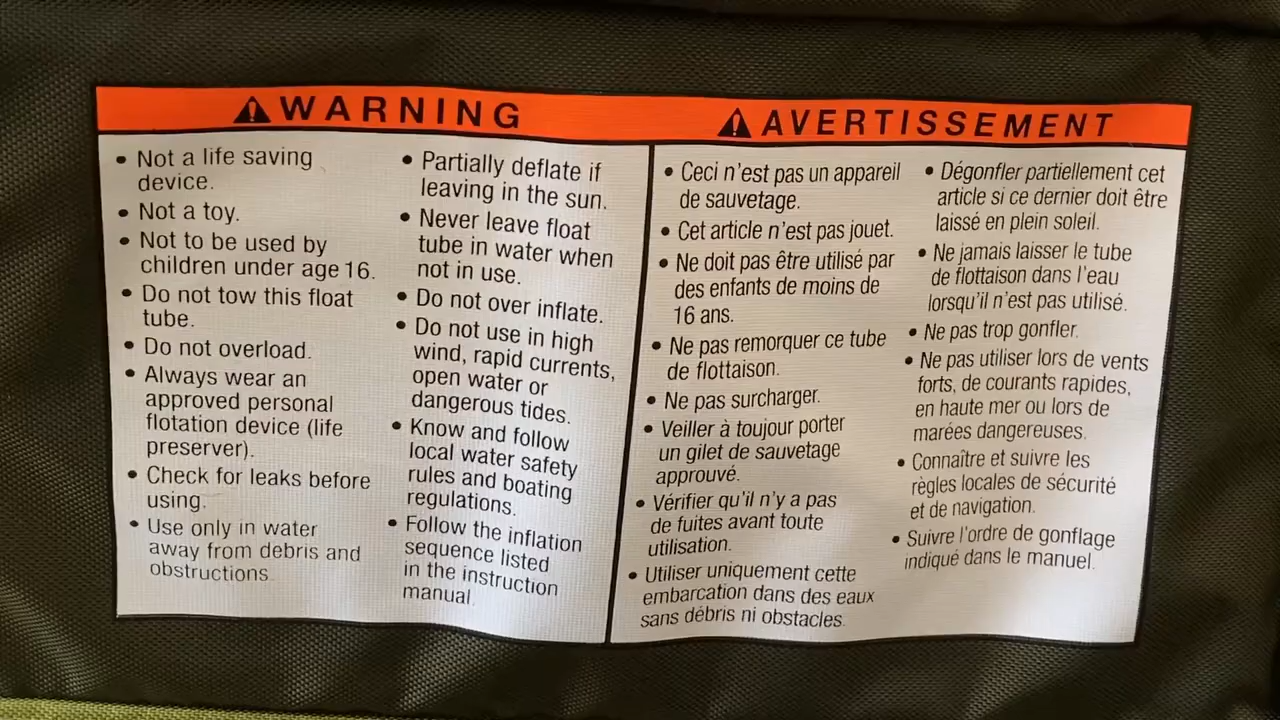 WARNING
• Not a life saving
device.
• Not a toy.
• Not to be used by
children under age 16.
• Do not tow this float
tube.
• Do not overload.
• Always wear an
approved personal
flotation device (life
preserver).
• Check for leaks before
using.
• Use only in water
away from debris and
obstructions.
• Partially deflate if
leaving in the sun.
• Never leave float
tube in water when
not in use.
• Do not over inflate.
• Do not use in high
wind, rapid currents,
open water or
dangerous tides.
• Know and follow
local water safety
rules and boating
regulations.
• Follow the inflation
sequence listed
in the instruction
manual.
AVERTISSEMENT
• Ceci n'est pas un appareil
de sauvetage.
• Cet article n'est pas jouet.
• Ne doit pas être utilisé par
des enfants de moins de
16 ans.
• Ne pas remorquer ce tube
de flottaison.
• Ne pas surcharger.
• Veiller à toujour porter
un gilet de sauvetage
approuvé.
• Vérifier qu'il n'y a pas
de fuites avant toute
utilisation.
• Utiliser uniquement cette
embarcation dans des eaux
sans débris ni obstacles.
• Dégonfler partiellement cet
article si ce dernier doit être
laissé en plein soleil.
• Ne jamais laisser le tube
de flottaison dans l'eau
lorsqu'il n'est pas utilisé.
• Ne pas trop gonfler.
• Ne pas utiliser lors de vents
forts, de courants rapides,
en haute mer ou lors de
marées dangereuses.
• Connaître et suivre les
règles locales de sécurité
et de navigation.
• Suivre l'ordre de gonflage
indiqué dans le manuel.